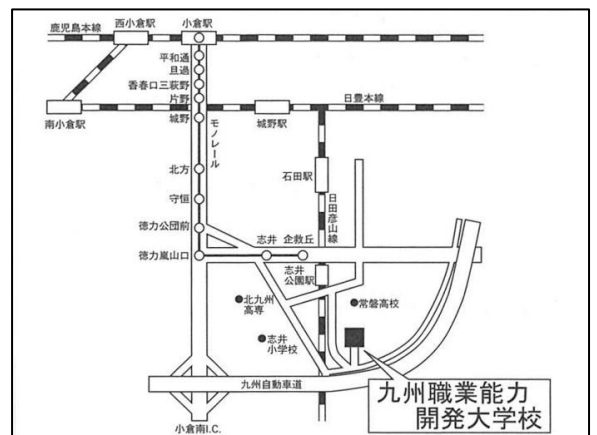 鹿児島本線
西小倉駅
小倉駅
平和通
旦過
香春口三萩野
片野
日豊本線
南小倉駅
城野
城野駅
モノレール
北方
石田駅
守恒
日田彦山線
徳力公団前
志井
企救丘
徳力嵐山口
志井
公園駅
北九州
高専
常磐高校
志井
小学校
九州自動車道
九州職業能力
開発大学校
小倉南I.C.